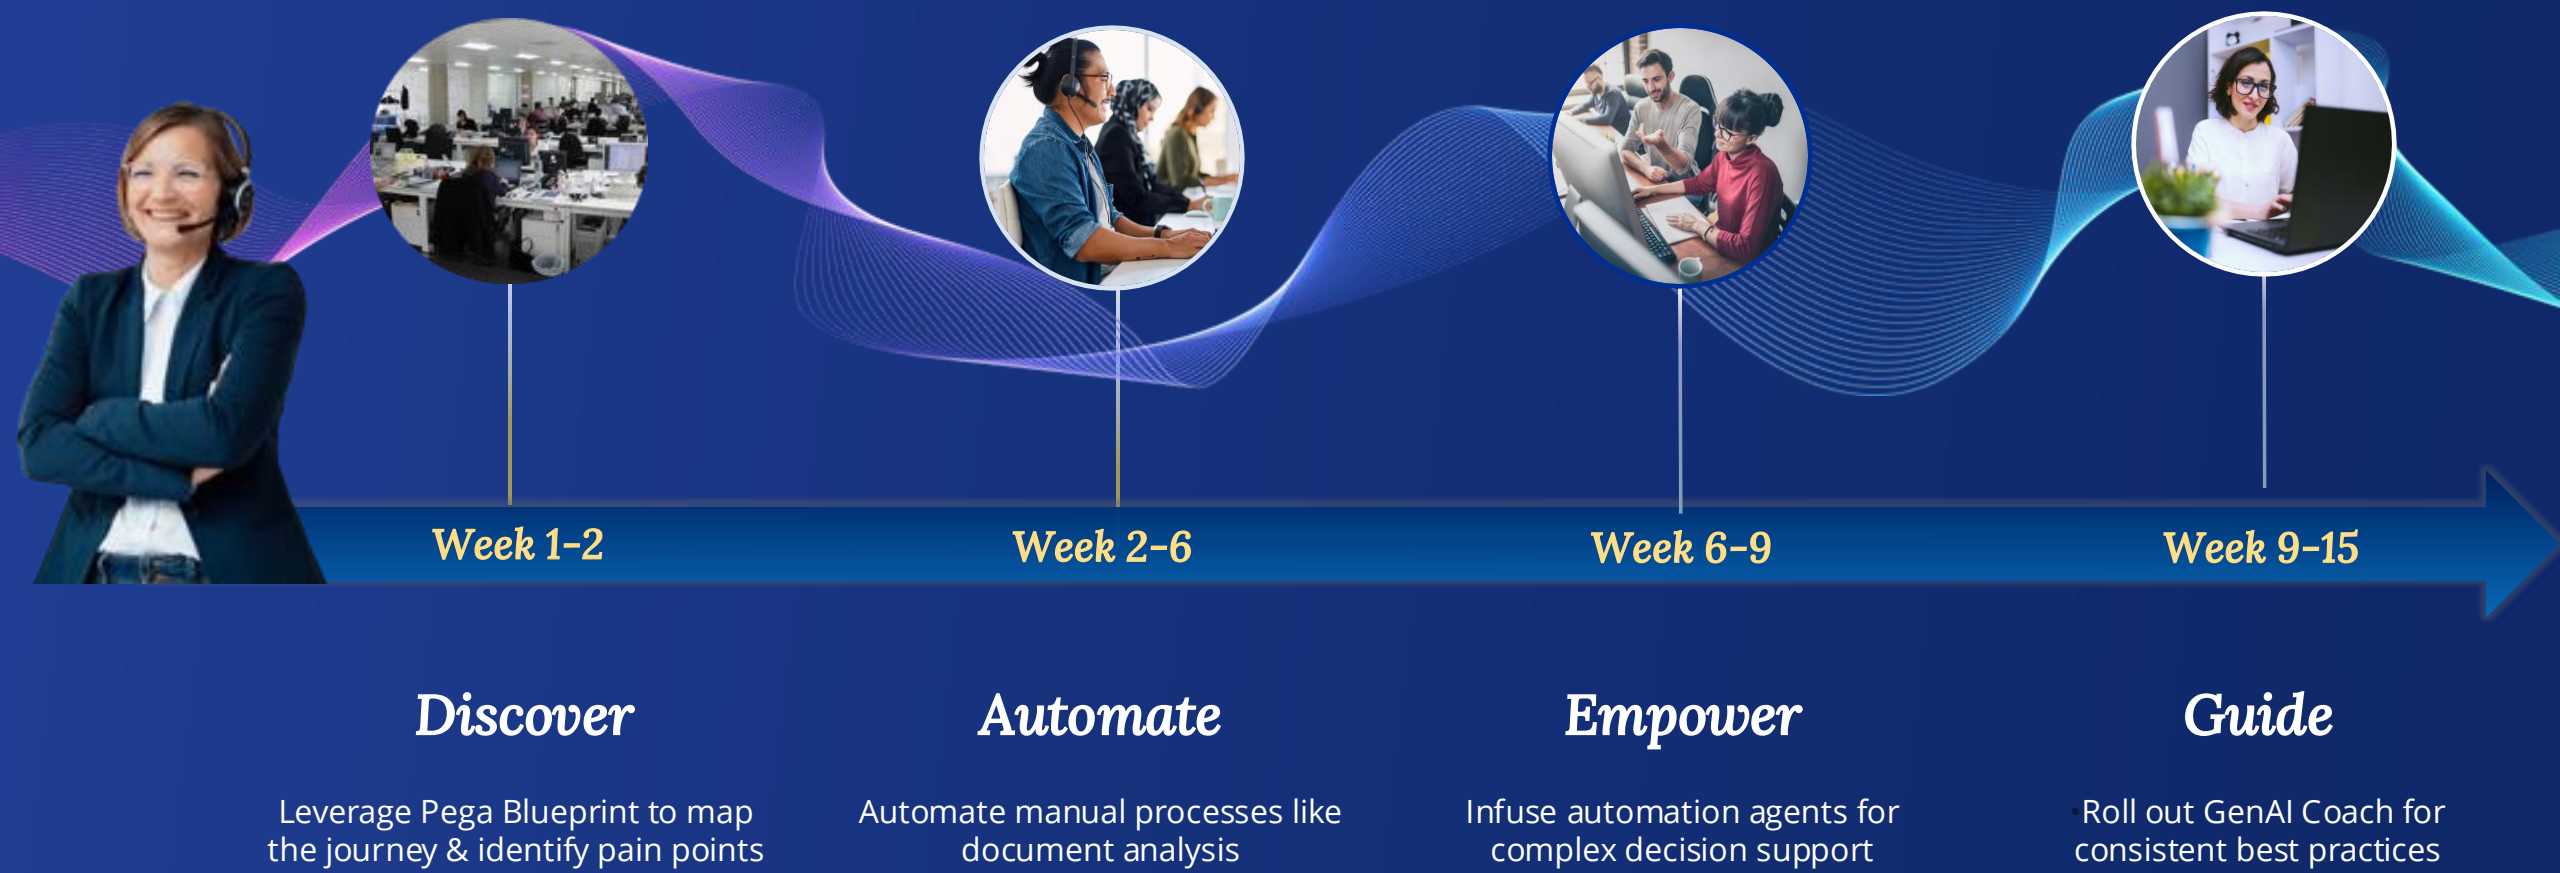 Week 1-2
Week 2-6
Week 6-9
Week 9-15
Discover
Automate
Empower
Guide
Leverage Pega Blueprint to map
the journey & identify pain points
Automate manual processes like
document analysis
Infuse automation agents for
complex decision support
•Roll out GenAI Coach for
consistent best practices